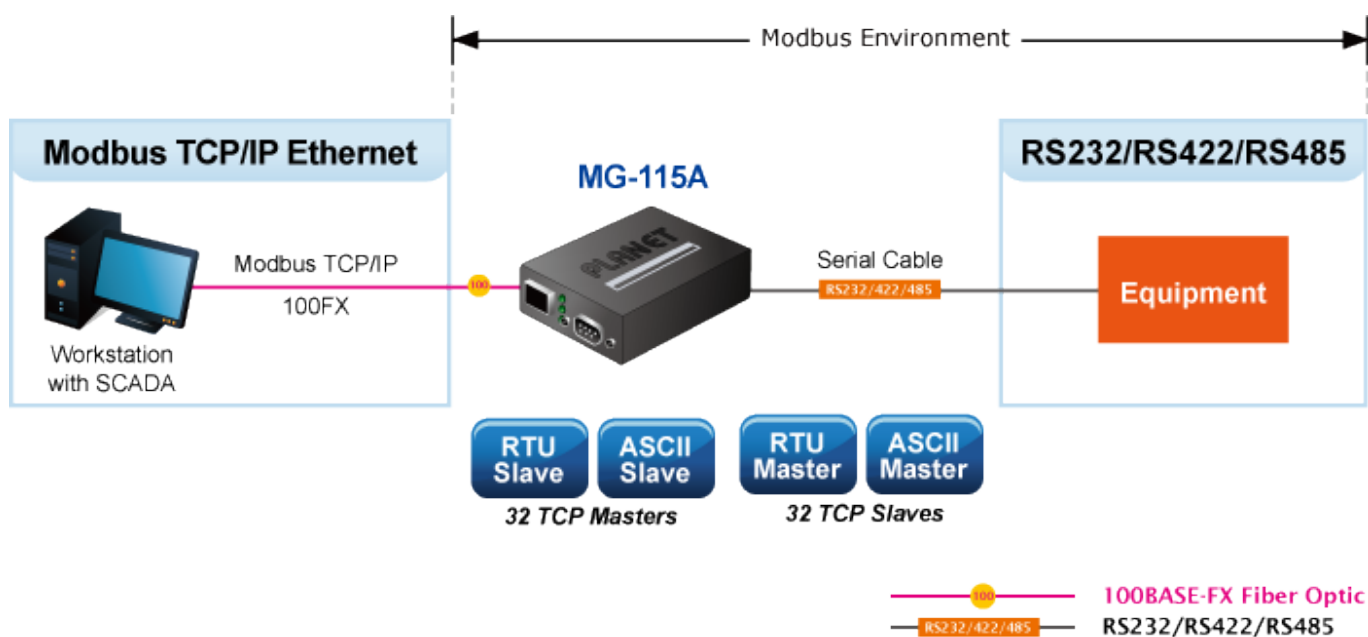 Modbus Environment
Modbus TCP/IP Ethernet
RS232/RS422/RS485
MG-115A
PLANET
Modbus TCP/IP
100
100FX
Serial Cable
RS232/422/485
Equipment
Workstation
with SCADA
RTU
Slave
ASCII
Slave
RTU
Master
ASCII
Master
32 TCP Masters
32 TCP Slaves
100
100BASE-FX Fiber Optic
RS232/422/485
RS232/RS422/RS485